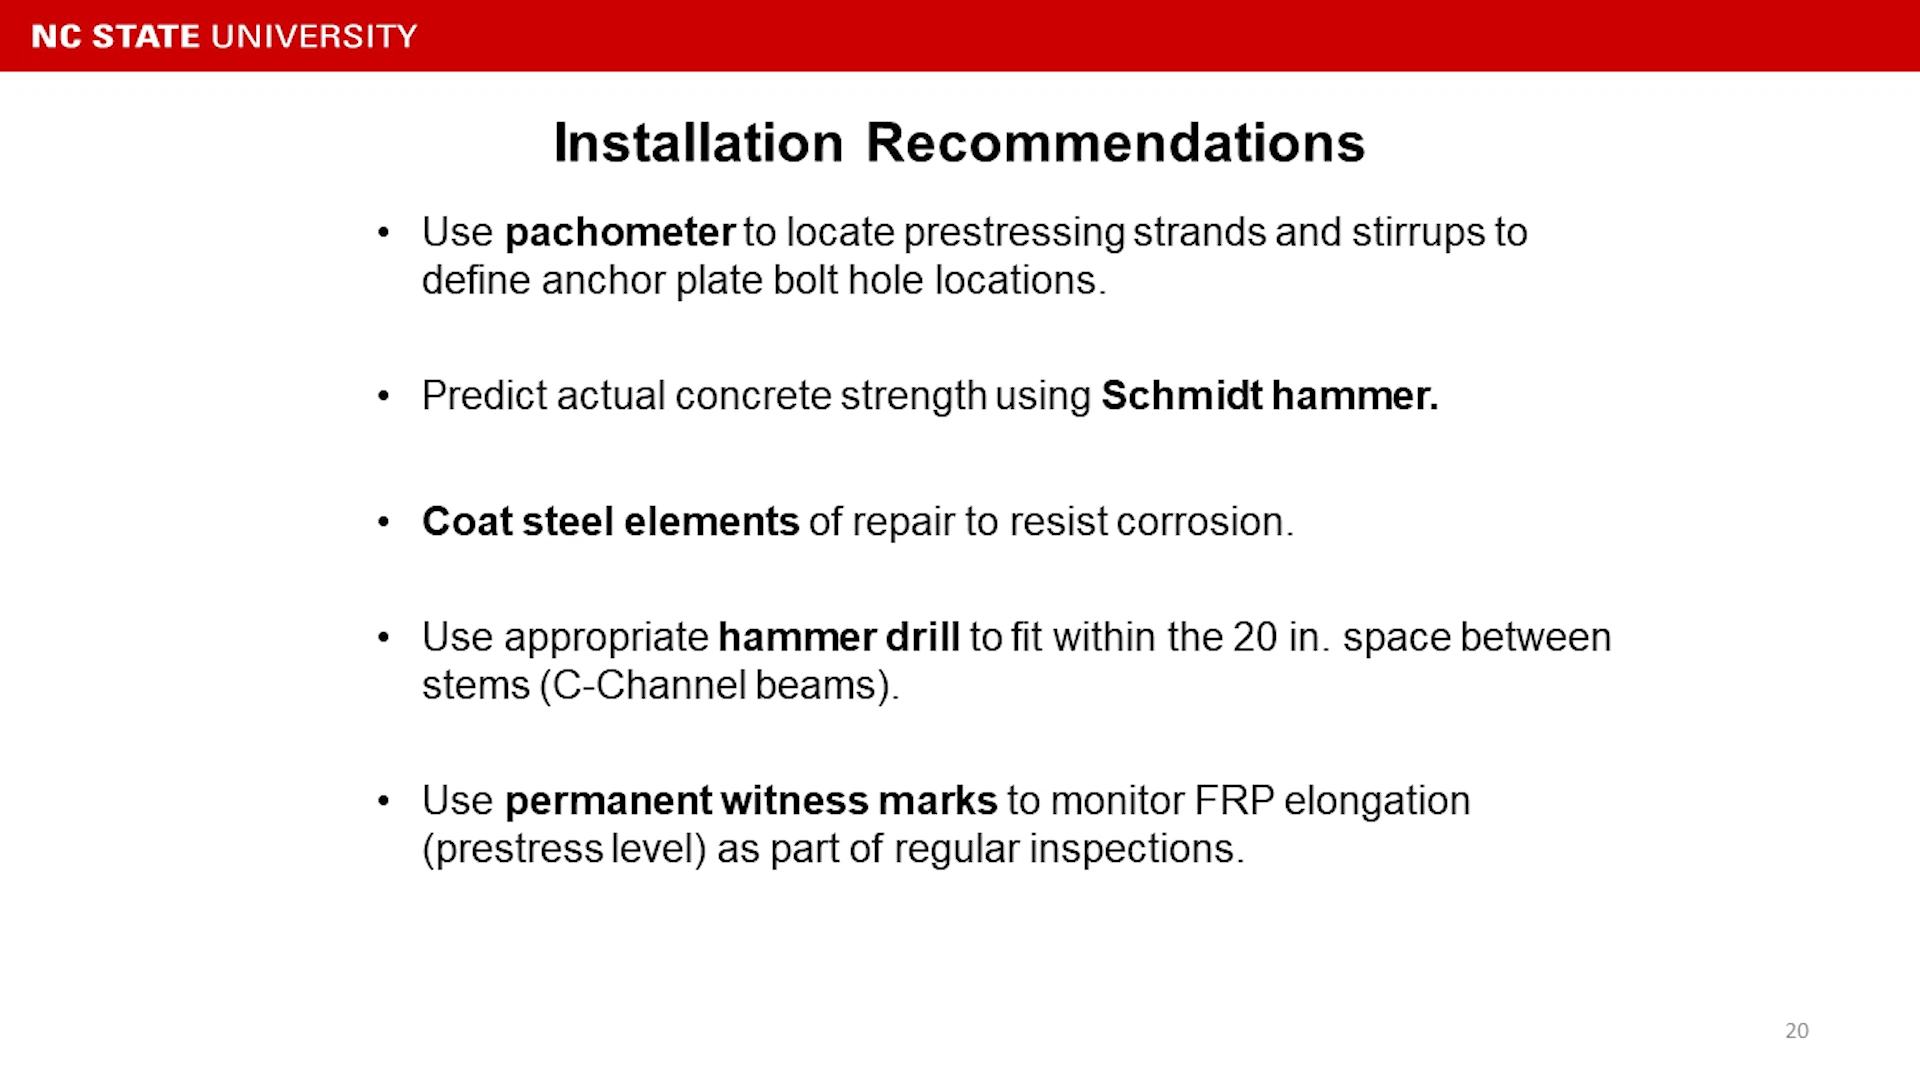 NC STATE UNIVERSITY
Installation Recommendations
• Use pachometer to locate prestressing strands and stirrups to
define anchor plate bolt hole locations.
• Predict actual concrete strength using Schmidt hammer.
• Coat steel elements of repair to resist corrosion.
• Use appropriate hammer drill to fit within the 20 in. space between
stems (C-Channel beams).
• Use permanent witness marks to monitor FRP elongation
(prestress level) as part of regular inspections.
20